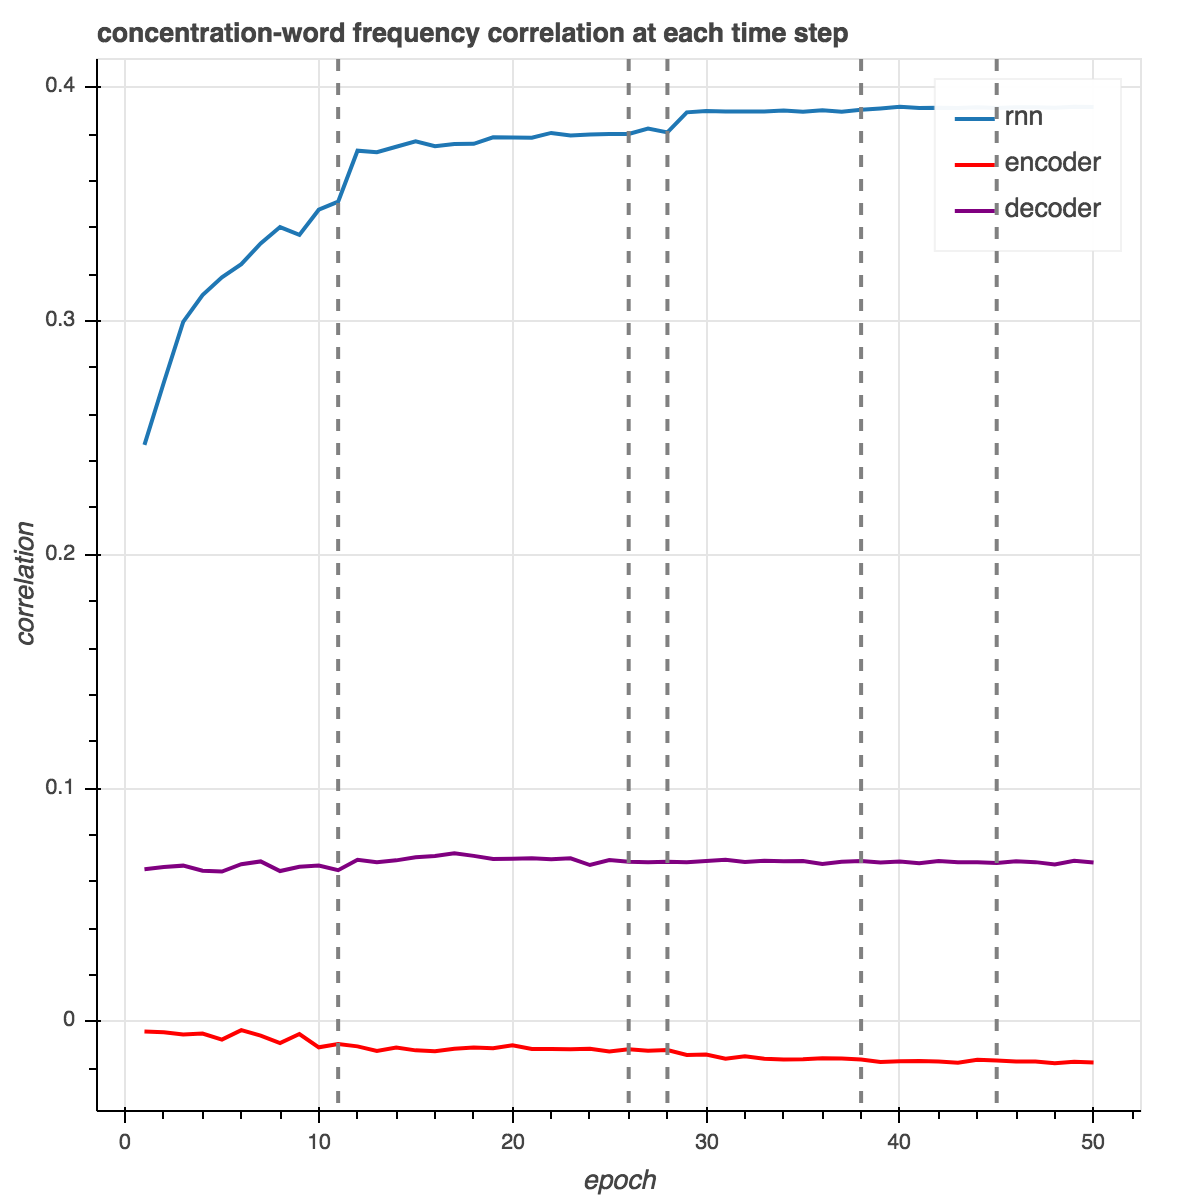 concentration-word frequency correlation at each time step
0.4
0.3
0.2
0.1
0
correlation
rnn
encoder
decoder
0 10 20 30 40 50
epoch